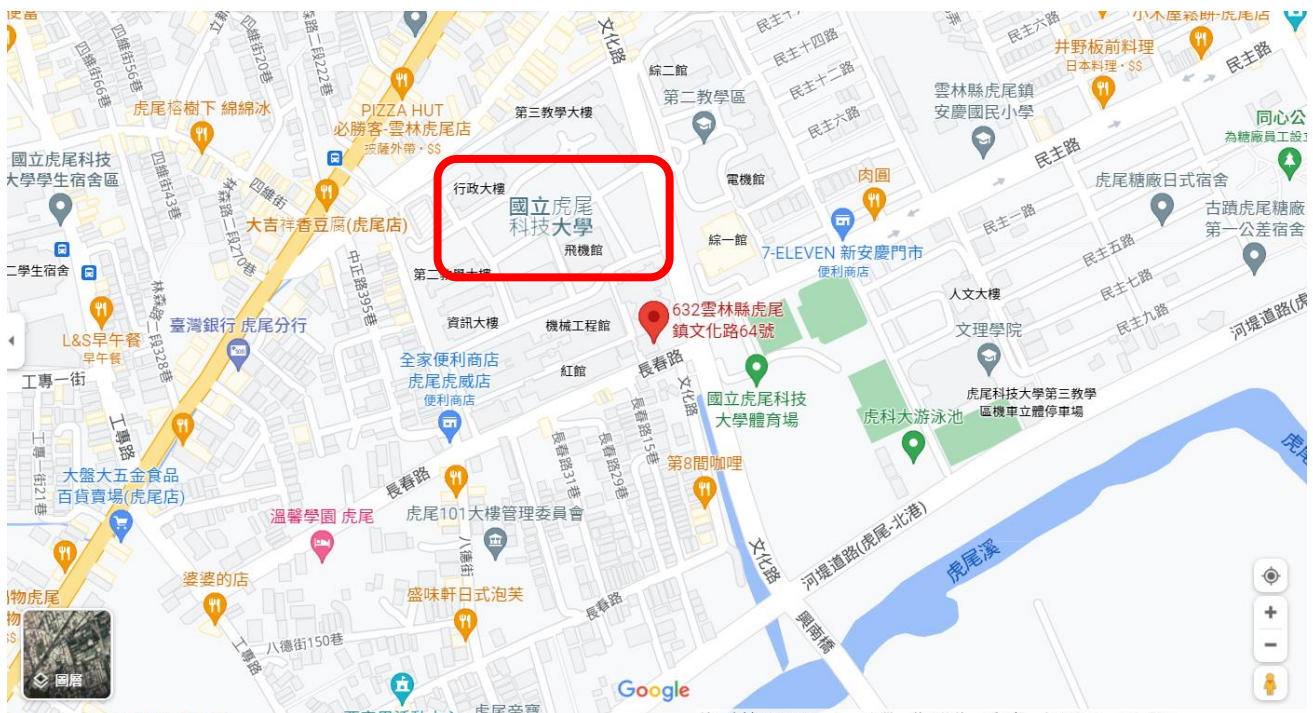 小木屋鬆餅-虎尾店
文化路
民主十四路
民主六路
井野板前料理
日本料理・$$
民主路
四維街56巷
四維街20巷
四維街66巷
綜二館
第二教學區
民主十二路
雲林縣虎尾鎮
安慶國民小學
虎尾榕樹下 綿綿冰
PIZZA HUT
必勝客-雲林虎尾店
披薩外帶・$$
第三教學大樓
民主六路
同心公
國立虎尾科技
大學學生宿舍區
四維街43巷
四維街
行政大樓
國立虎尾
科技大學
飛機館
電機館
肉圓
民主路
虎尾糖廠日式宿舍
民主一路
古蹟虎尾糖廠
第一公差宿舍
大吉祥香豆腐(虎尾店)
林森路二段270巷
中正路395巷
第二教學大樓
綜一館
7-ELEVEN 新安慶門市
便利商店
民主五路
民主七路
民主九路
二學生宿舍
林森路二段328巷
人文大樓
文理學院
L&S早午餐
早午餐
臺灣銀行 虎尾分行
資訊大樓
機械工程館
632雲林縣虎尾
鎮文化路64號
全家便利商店
虎尾虎威店
便利商店
紅館
長春路
文化路
國立虎尾科技
大學體育場
虎尾科技大學第三教學
區機車立體停車場
虎科大游泳池
工專一街
工專路
工專一街21巷
長春路15巷
長春路29巷
長春路31巷
第8間咖哩
大盤大五金食品
百貨賣場(虎尾店)
長春路
溫馨學園 虎尾
虎尾101大樓管理委員會
八德街
文化路
河堤道路(虎尾-北港)
虎尾溪
婆婆的店
盛味軒日式泡芙
長春路
興南橋
工專路
八德街150巷
圖層
Google